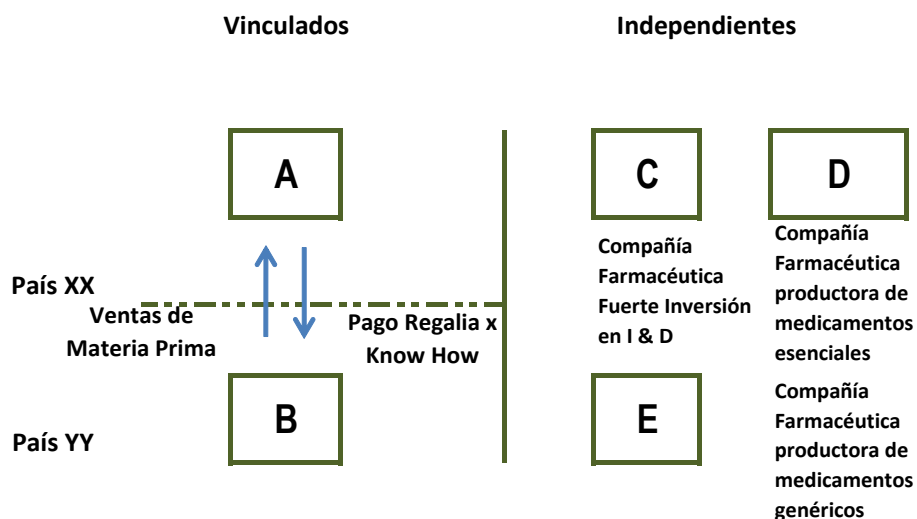 Vinculados
Independientes
A
C
D
Compañía
Farmacéutica
Fuerte Inversión
en I & D
Compañía
Farmacéutica
productora de
medicamentos
esenciales
País XX
Ventas de
Materia Prima
Pago Regalia x
Know How
B
E
País YY
Compañía
Farmacéutica
productora de
medicamentos
genéricos